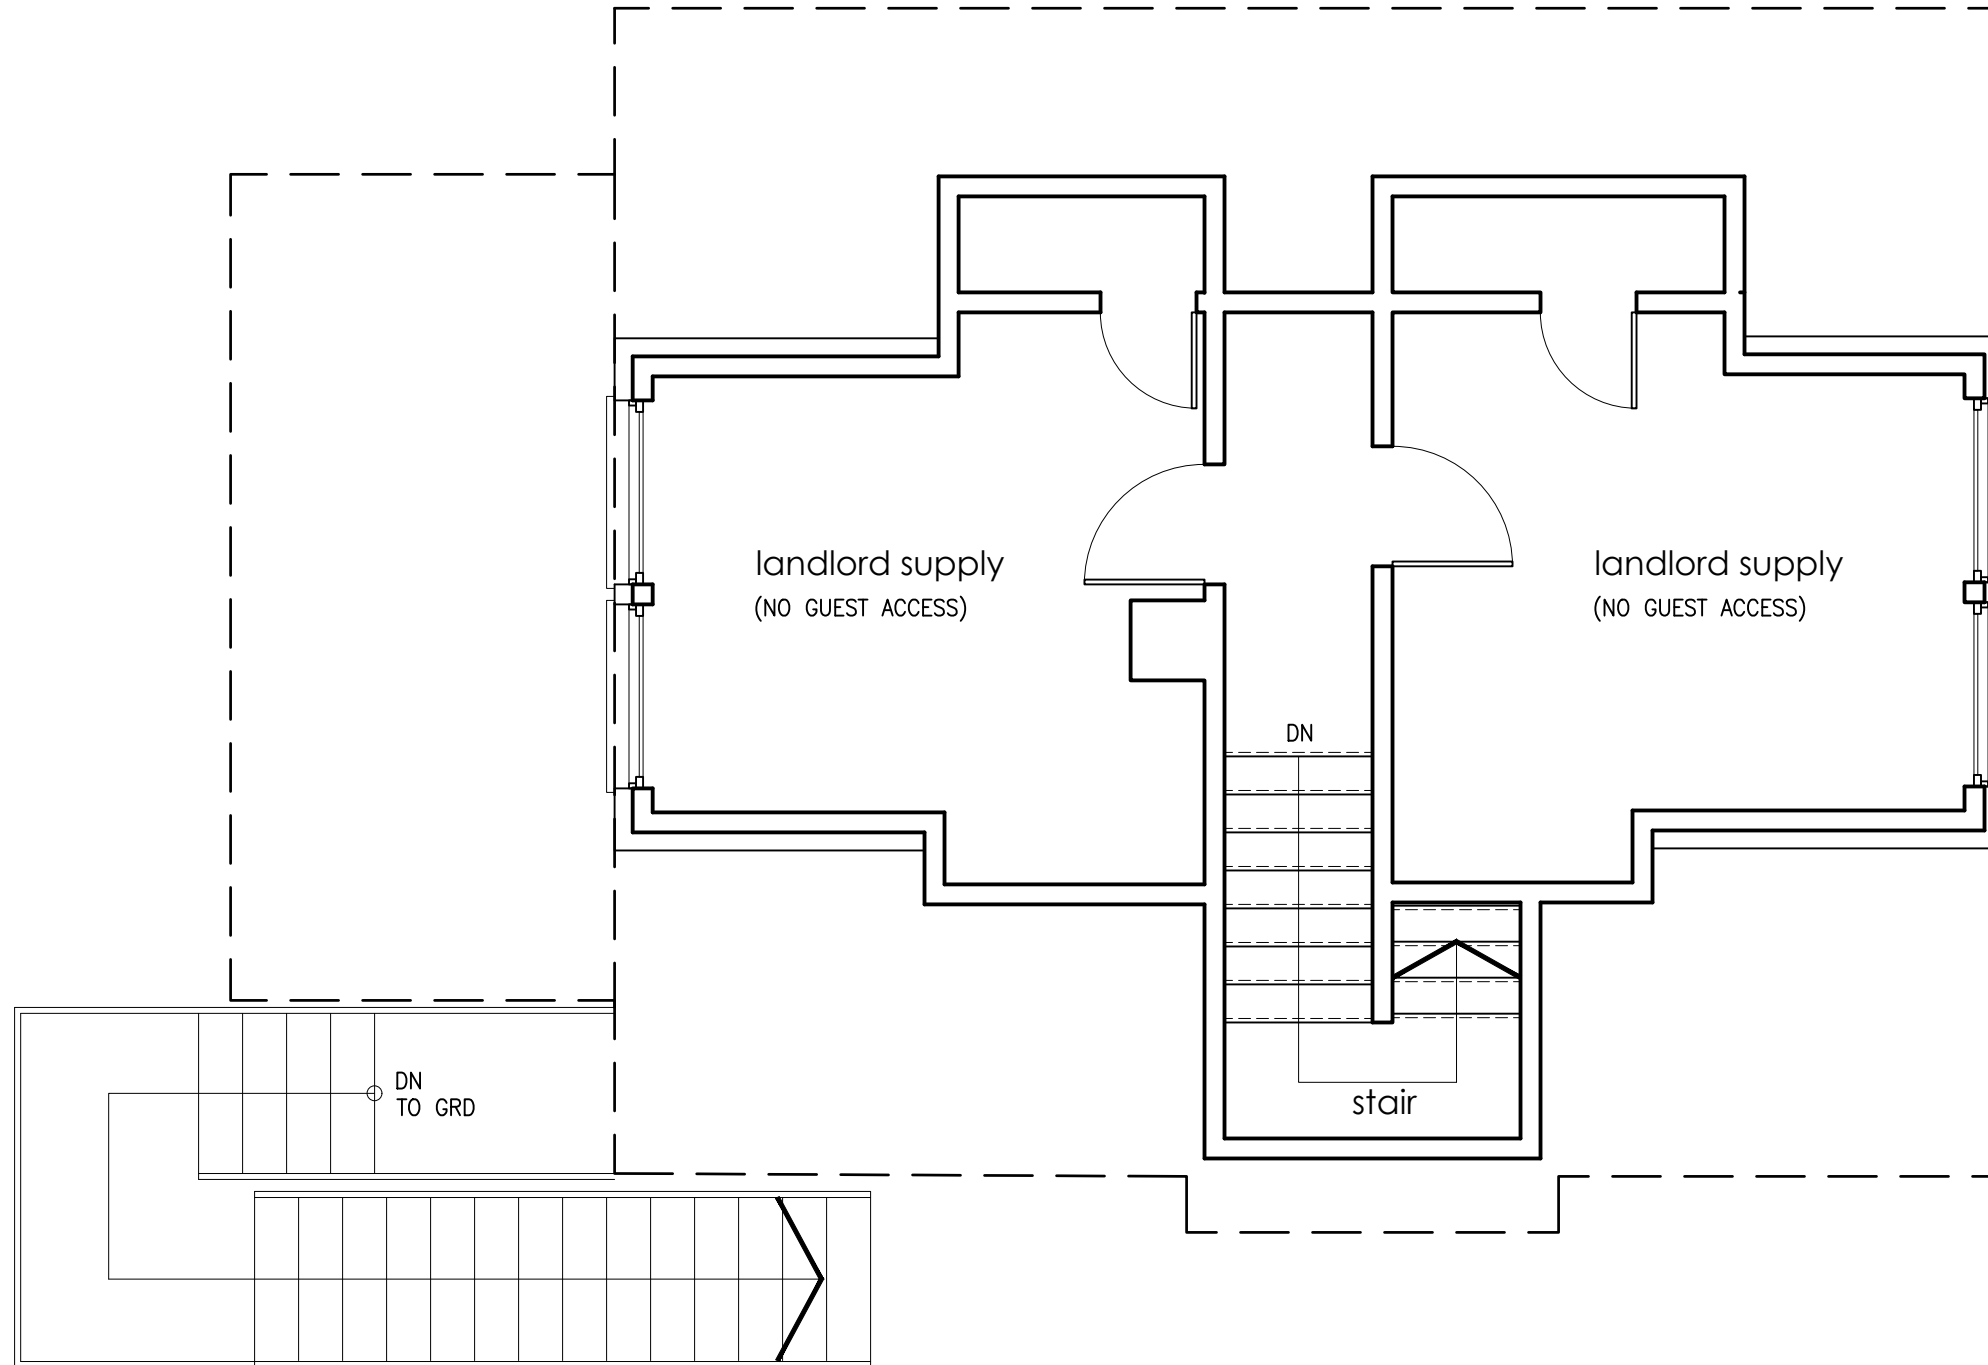 landlord supply
(NO GUEST ACCESS)
landlord supply
(NO GUEST ACCESS)
DN
DN
TO GRD
stair